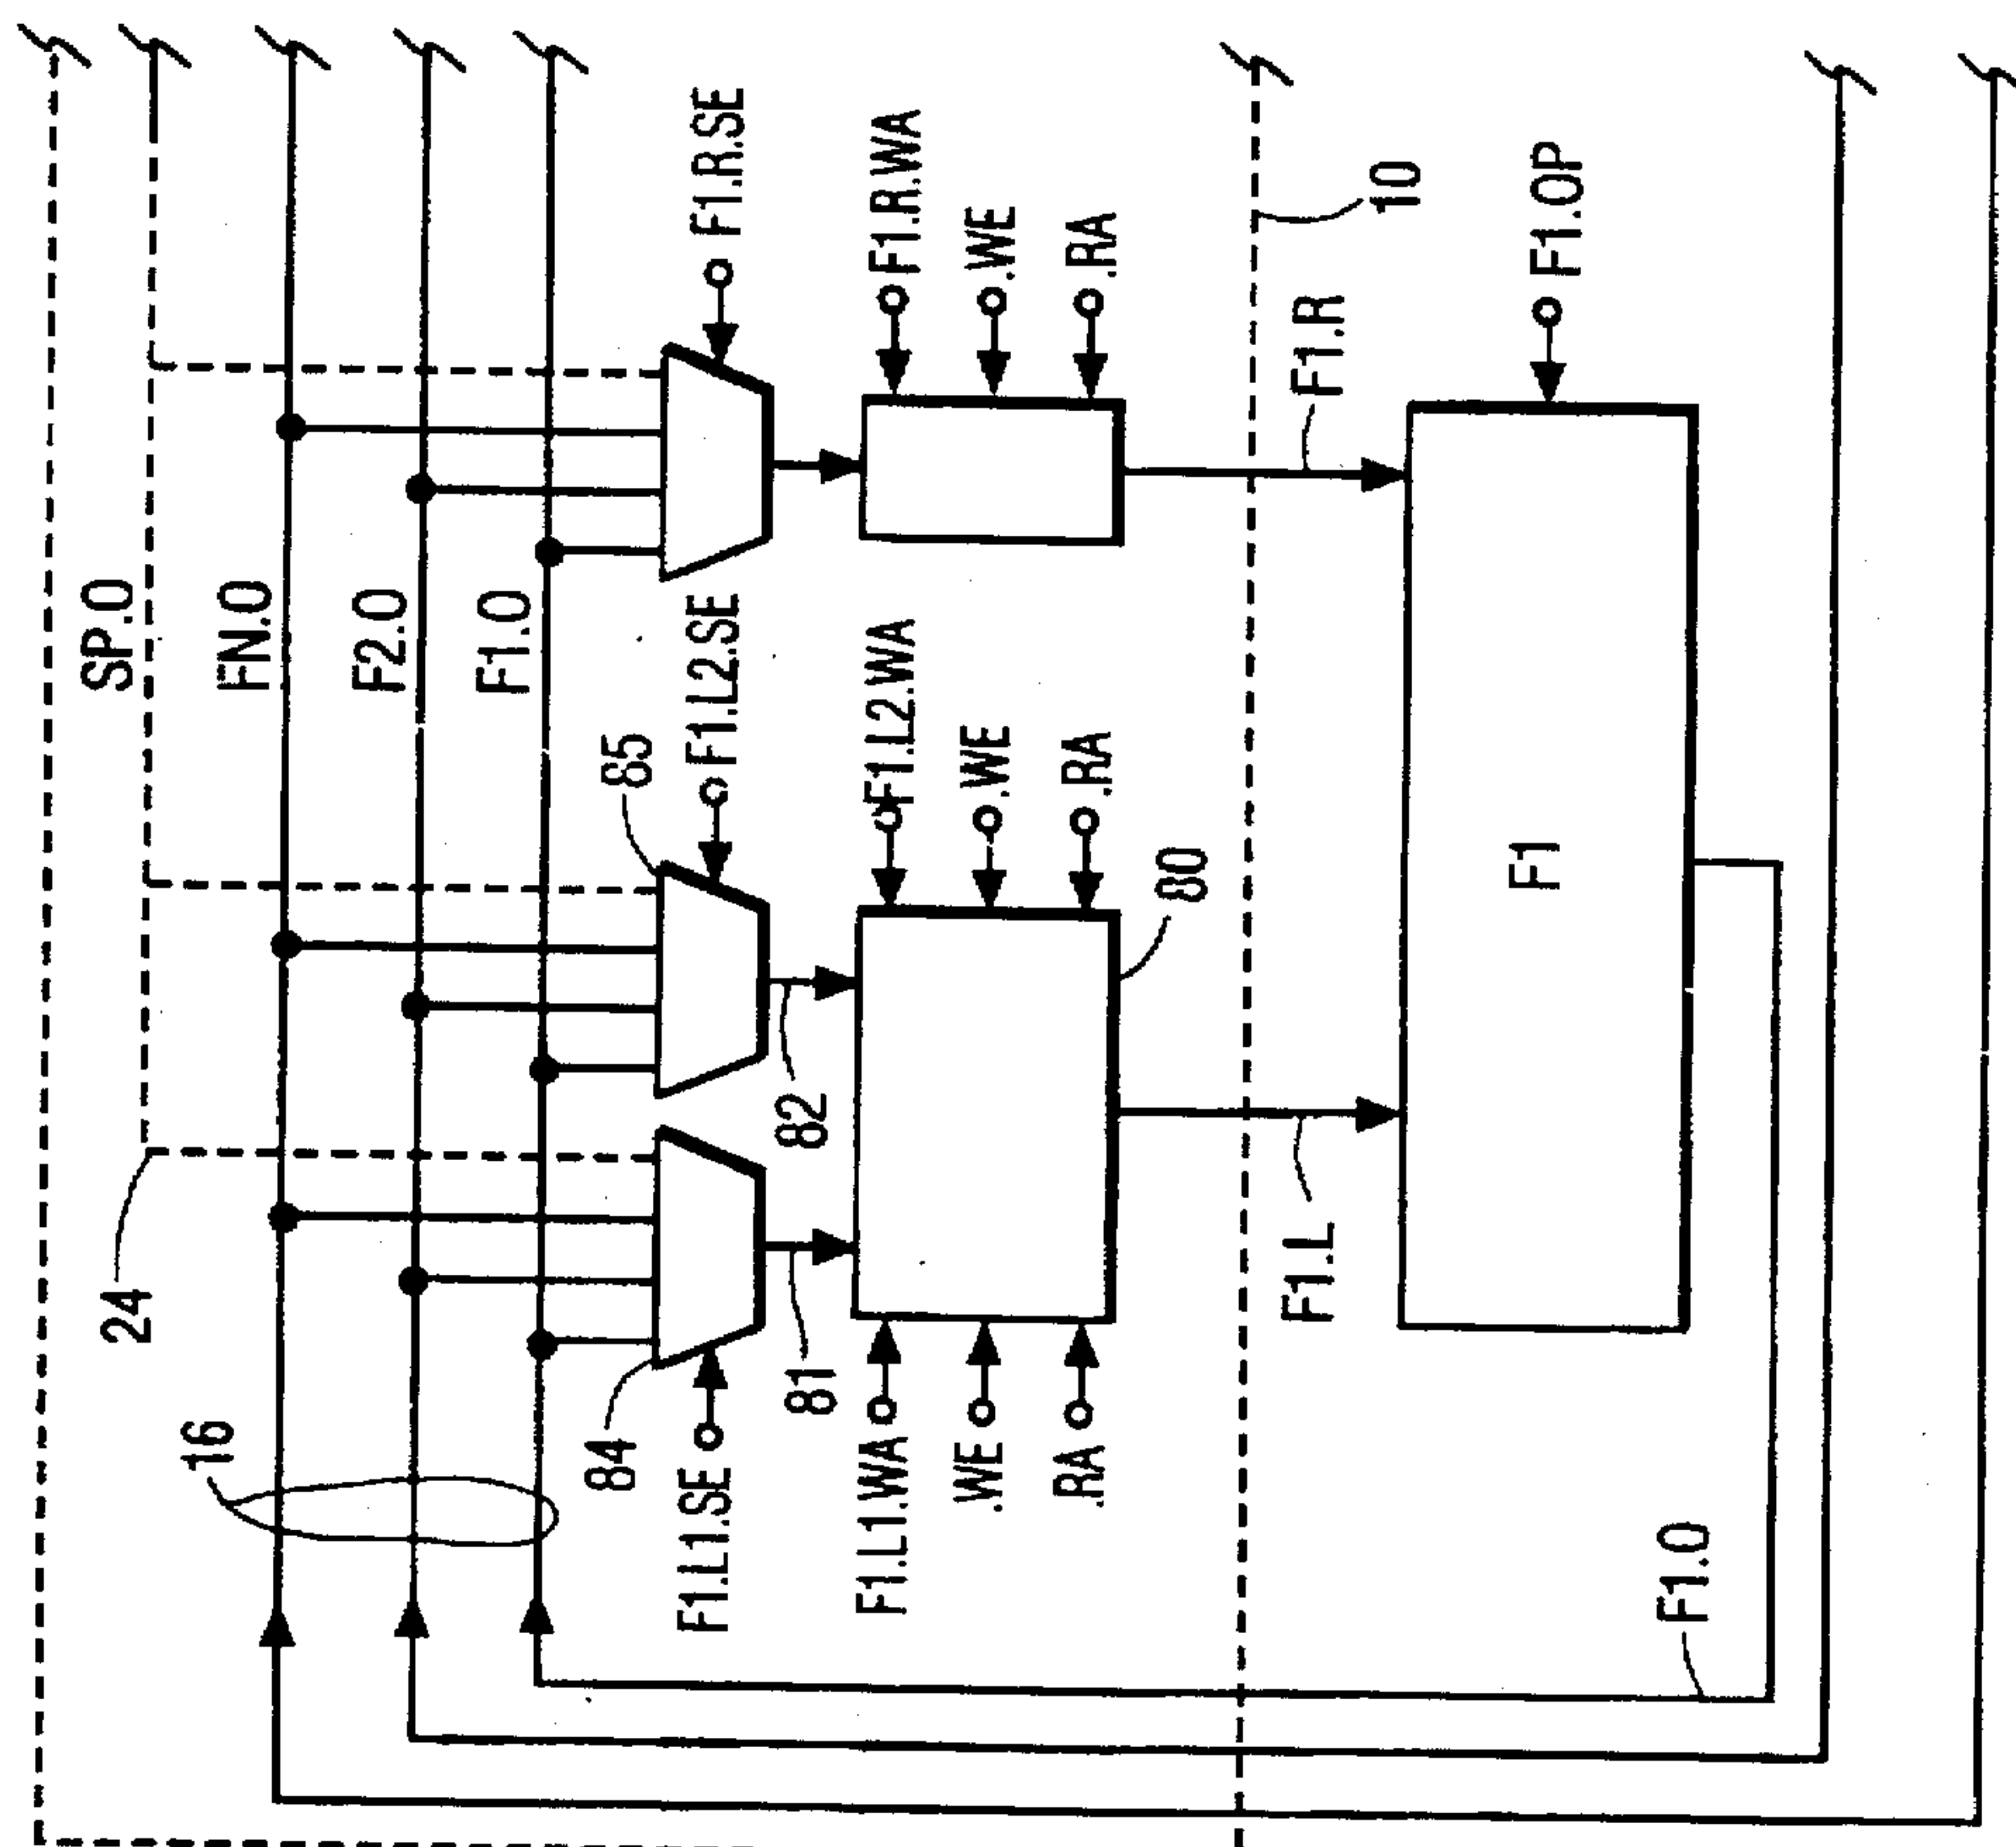 SP.0
FN.0
F2.0
F1.0
24
16
85
84
F1.L1.SE
F1.L2.SE
F1.R.SE
81
82
F1.L1.WA
.WE
.RA
F1.L2.WA
.WE
.RA
F1.R.WA
.WE
.RA
80
10
F1.L
F1.R
F1
F1.OP
F1.0